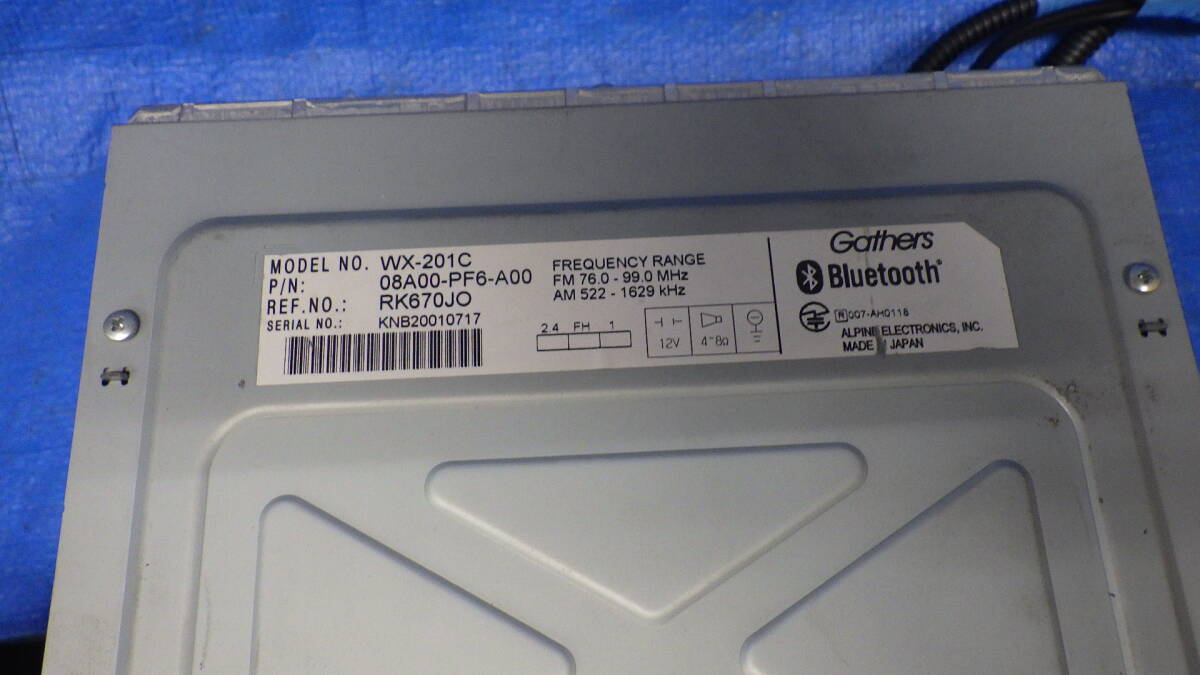 MODEL NO. WX-201C
P/N: 08A00-PF6-A00
REF.NO.: RK670JO
SERIAL NO.: KNB20010717
FREQUENCY RANGE
FM 76.0 - 99.0 MHz
AM 522 - 1629 kHz
24 FH 1
12V 4~8Ω
Gathers
Bluetooth®
R 007-AH0118
ALPINE ELECTRONICS, INC.
MADE JAPAN